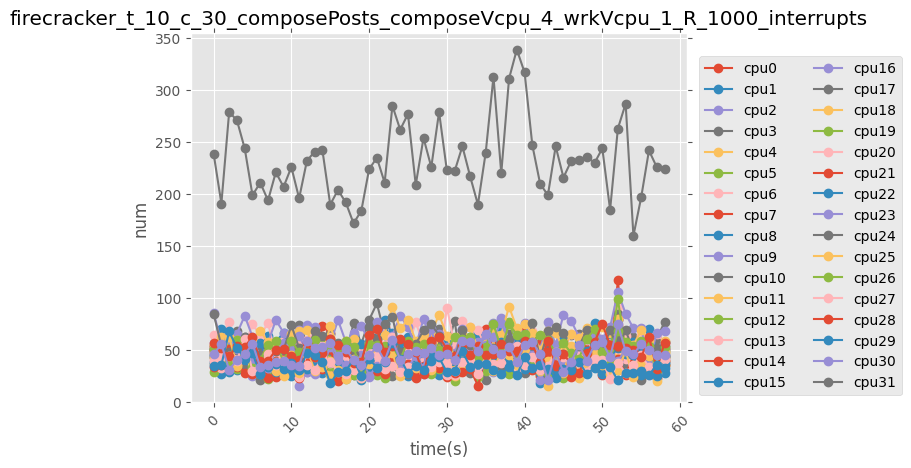 firecracker_t_10_c_30_composePosts_composeVcpu_4_wrkVcpu_1_R_1000_interrupts
350
300
250
200
150
100
50
0
num
0
10
20
30
40
50
60
time(s)
cpu0
cpu1
cpu2
cpu3
cpu4
cpu5
cpu6
cpu7
cpu8
cpu9
cpu10
cpu11
cpu12
cpu13
cpu14
cpu15
cpu16
cpu17
cpu18
cpu19
cpu20
cpu21
cpu22
cpu23
cpu24
cpu25
cpu26
cpu27
cpu28
cpu29
cpu30
cpu31